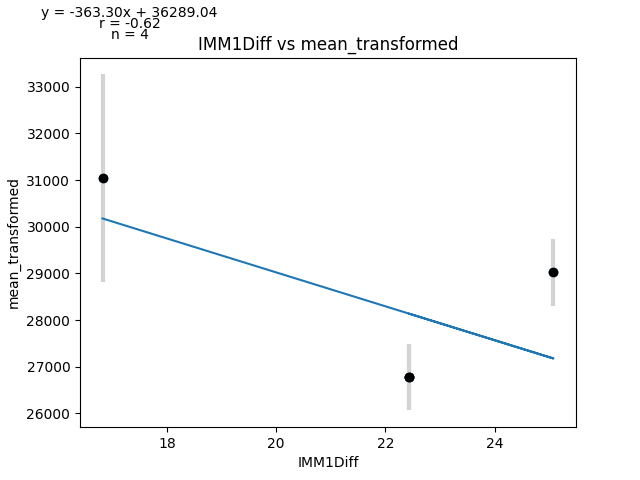 y = -363.30x + 36289.04
r = -0.62
n = 4
IMM1Diff vs mean_transformed
33000
32000
31000
30000
29000
28000
27000
26000
mean_transformed
18
20
22
24
IMM1Diff